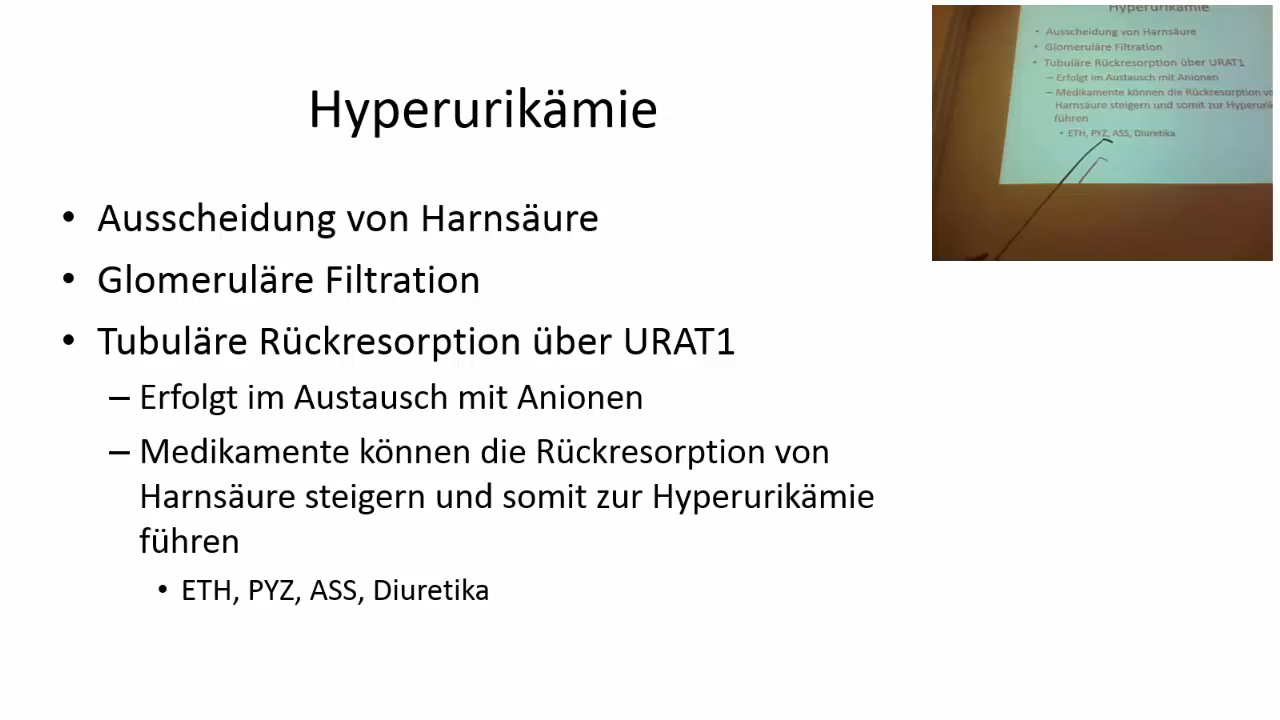 Hyperurikämie
• Ausscheidung von Harnsäure
• Glomeruläre Filtration
• Tubuläre Rückresorption über URAT1
– Erfolgt im Austausch mit Anionen
– Medikamente können die Rückresorption von
Harnsäure steigern und somit zur Hyperurikämie
führen
• ETH, PYZ, ASS, Diuretika
Hyperurikämie
• Ausscheidung von Harnsäure
• Glomeruläre Filtration
• Tubuläre Rückresorption über URAT1
– Erfolgt im Austausch mit Anionen
– Medikamente können die Rückresorption vo
Harnsäure steigern und somit zur Hyperurik
führen
• ETH, PYZ, ASS, Diuretika